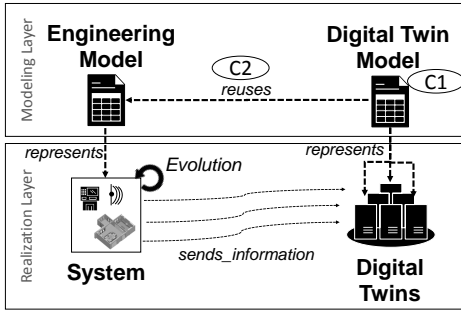 Modeling Layer
Engineering
Model
Digital Twin
Model
C2
C1
reuses
represents
represents
Realization Layer
Evolution
sends_information
System
Digital
Twins